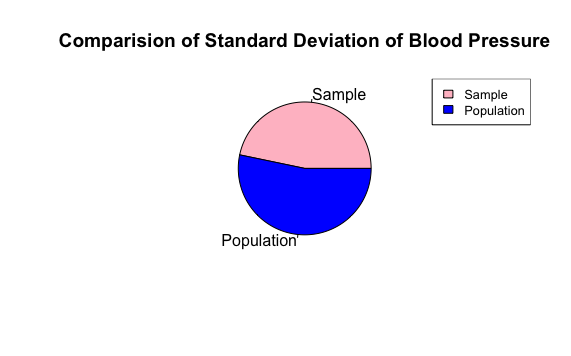 Comparision of Standard Deviation of Blood Pressure
Sample
Population
Sample
Population